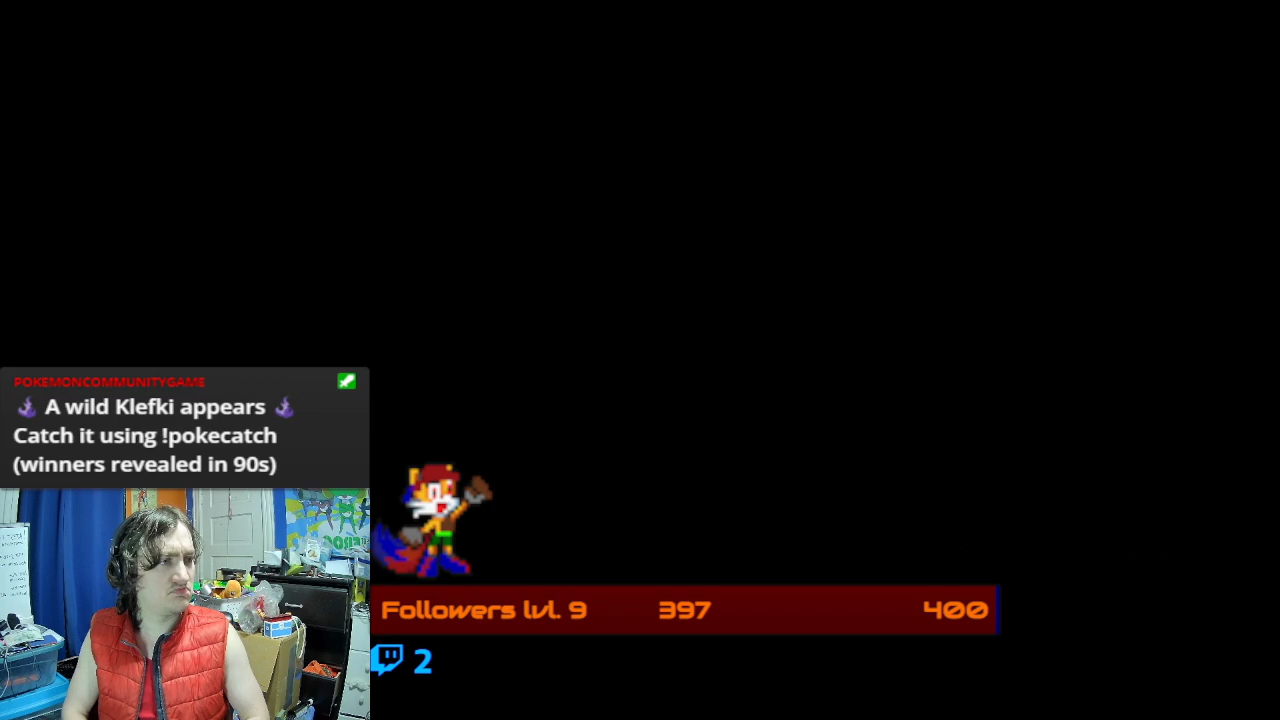 POKEMONCOMMUNITYGAME
A wild Klefki appears
Catch it using !pokecatch
(winners revealed in 90s)
Followers lvl. 9 397 400
2